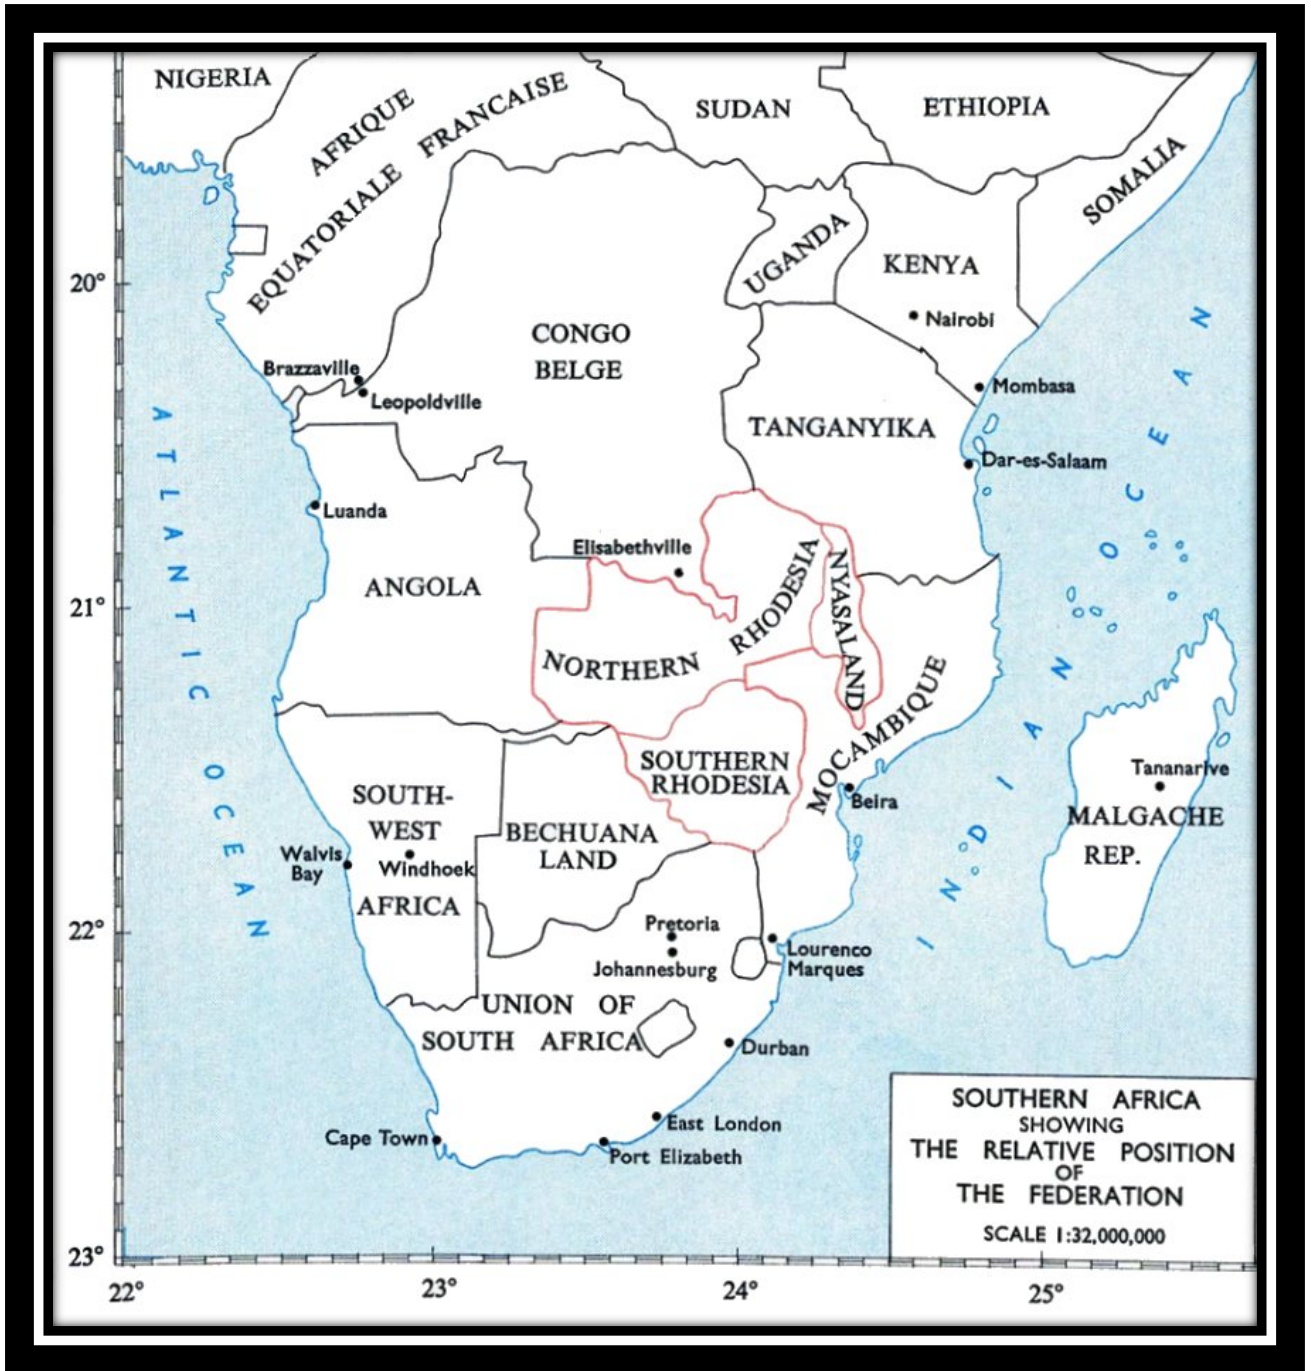 NIGERIA
AFRIQUE
EQUATORIALE FRANCAISE
SUDAN
ETHIOPIA
SOMALIA
UGANDA
KENYA
Nairobi
20°
CONGO
BELGE
Brazzaville
Leopoldville
Mombasa
TANGANYIKA
Dar-es-Salaam
ATLANTIC OCEAN
INDIAN OCEAN
Luanda
Elisabethville
ANGOLA
21°
NORTHERN RHODESIA
NYASALAND
MOCAMBIQUE
SOUTHERN
RHODESIA
Beira
Tananarive
MALGACHE
REP.
SOUTH-
WEST
AFRICA
Walvis
Bay
Windhoek
BECHUANA
LAND
22°
Pretoria
Johannesburg
Lourenco
Marques
UNION OF
SOUTH AFRICA
Durban
East London
Port Elizabeth
Cape Town
SOUTHERN AFRICA
SHOWING
THE RELATIVE POSITION
OF
THE FEDERATION
SCALE 1:32,000,000
23°
22°
23°
24°
25°